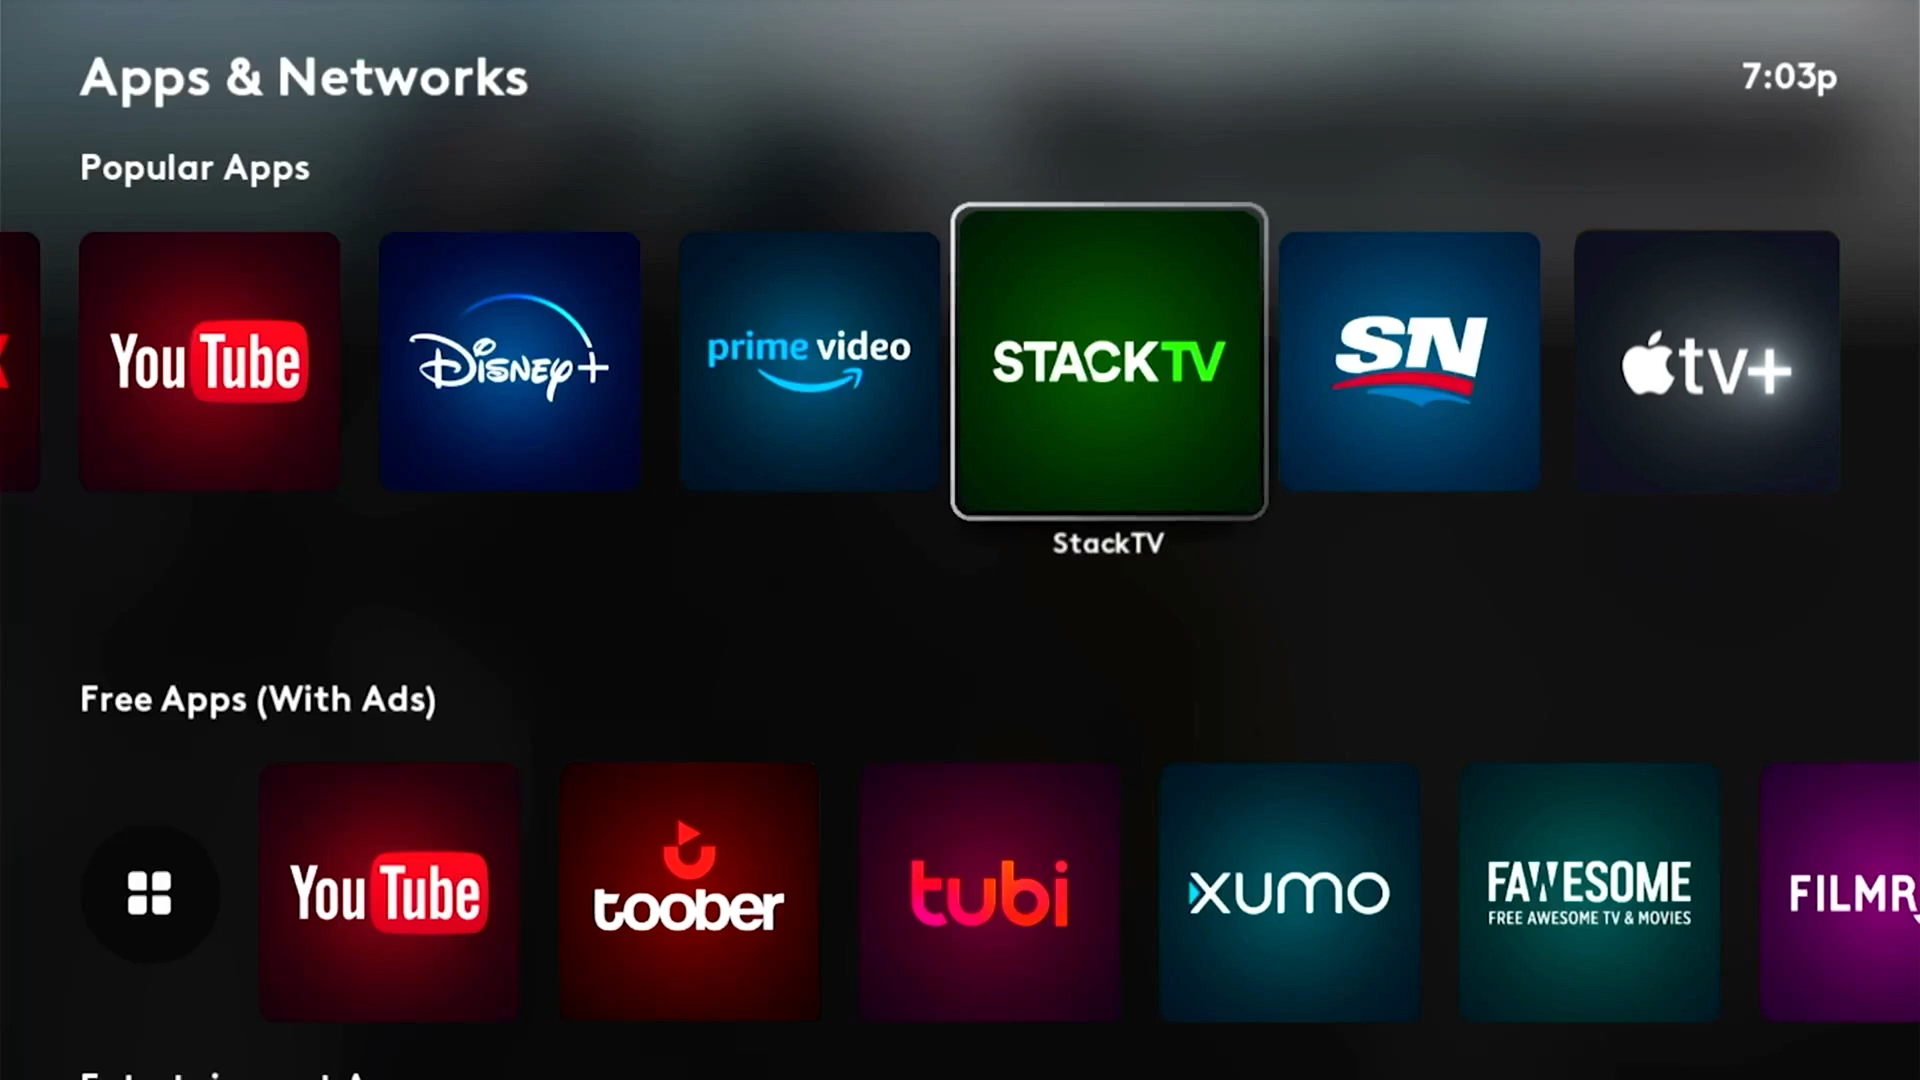 Apps & Networks
7:03p
Popular Apps
YouTube
Disney+
prime video
STACKTV
SN
tv+
StackTV
Free Apps (With Ads)
YouTube
toober
tubi
xumo
FAWESOME
FREE AWESOME TV & MOVIES
FILMR